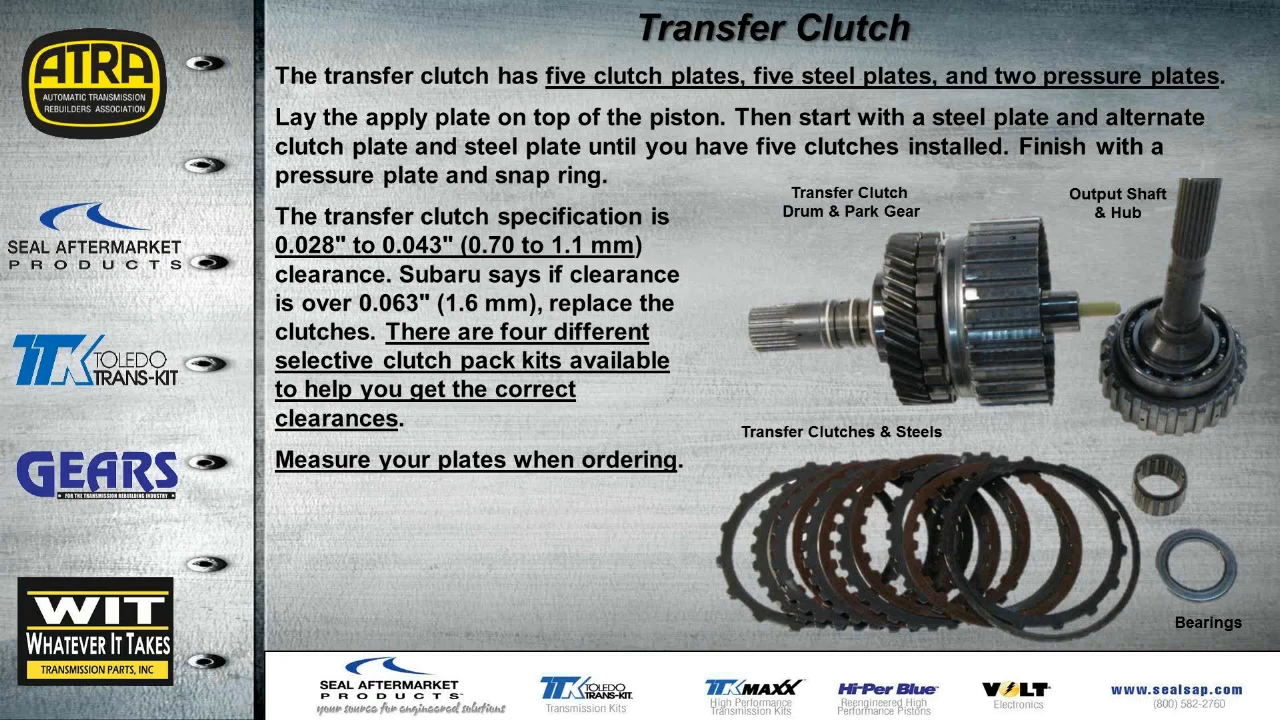 Transfer Clutch
The transfer clutch has five clutch plates, five steel plates, and two pressure plates.
Lay the apply plate on top of the piston. Then start with a steel plate and alternate
clutch plate and steel plate until you have five clutches installed. Finish with a
pressure plate and snap ring.
The transfer clutch specification is
0.028" to 0.043" (0.70 to 1.1 mm)
clearance. Subaru says if clearance
is over 0.063" (1.6 mm), replace the
clutches. There are four different
selective clutch pack kits available
to help you get the correct
clearances.
Measure your plates when ordering.
Transfer Clutch
Drum & Park Gear
Output Shaft
& Hub
Transfer Clutches & Steels
Bearings
ATRA
AUTOMATIC TRANSMISSION
REBUILDERS ASSOCIATION
SEAL AFTERMARKET
PRODUCTS
TTK TOLEDO
TRANS-KIT
GEARS
FOR THE TRANSMISSION REBUILDING INDUSTRY
WIT
WHATEVER IT TAKES
TRANSMISSION PARTS, INC
SEAL AFTERMARKET
PRODUCTS
your source for engineered solutions
TTK TOLEDO
TRANS-KIT
Transmission Kits
TTK MAXX
High Performance
Transmission Kits
Hi-Per Blue
Reengineered High
Performance Pistons
VOLT
Electronics
www.sealsap.com
(800) 582-2760